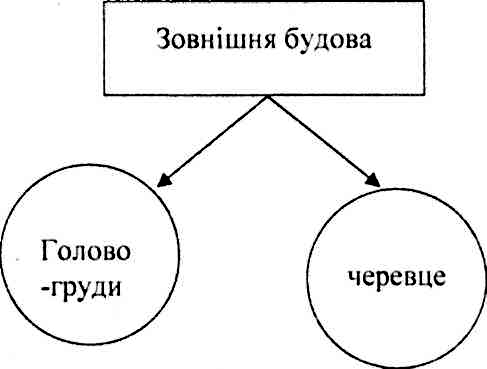 Зовнішня будова
Голово
-груди
черевце